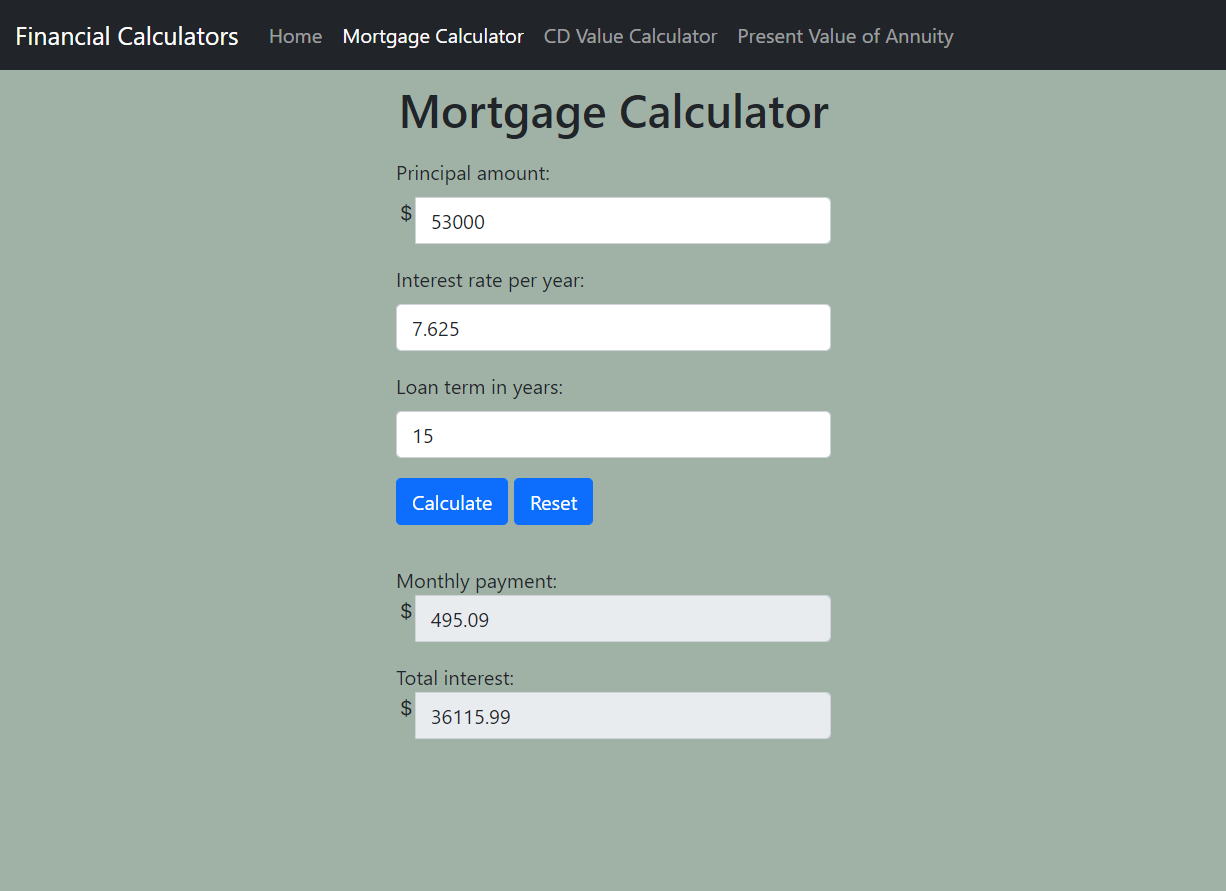 Financial Calculators Home Mortgage Calculator CD Value Calculator Present Value of Annuity
Mortgage Calculator
Principal amount:
$ 53000
Interest rate per year:
7.625
Loan term in years:
15
Calculate Reset
Monthly payment:
$ 495.09
Total interest:
$ 36115.99